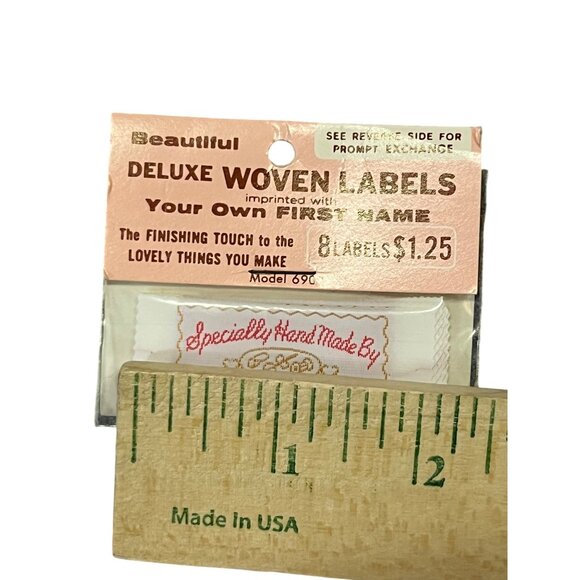 Beautiful
SEE REVERSE SIDE FOR
PROMPT EXCHANGE
DELUXE WOVEN LABELS
imprinted with
Your Own FIRST NAME
The FINISHING TOUCH to the
LOVELY THINGS YOU MAKE
8 LABELS $1.25
Model
Specially Hand Made By
1
2
Made in USA